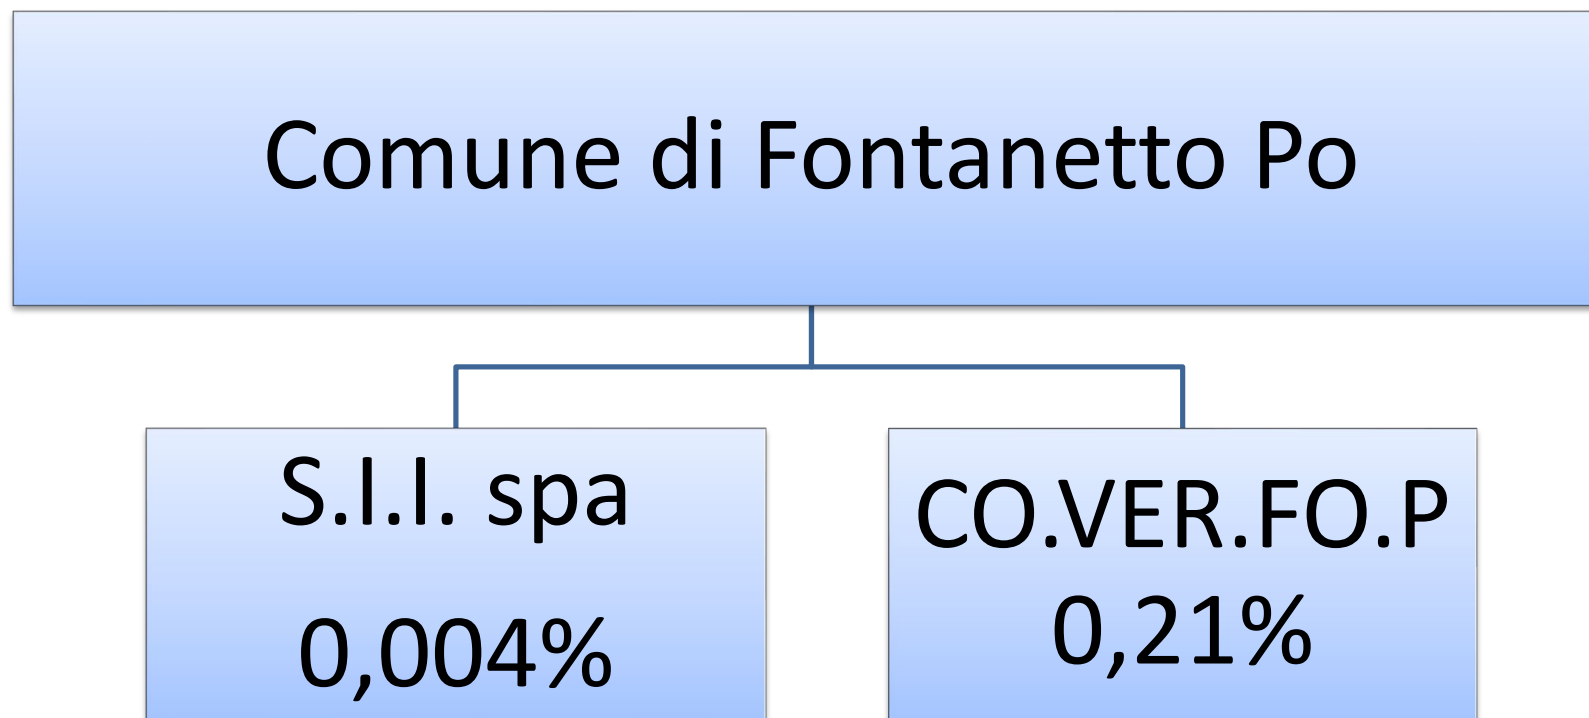 Comune di Fontanetto Po
S.I.I. spa
0,004%
CO.VER.FO.P
0,21%